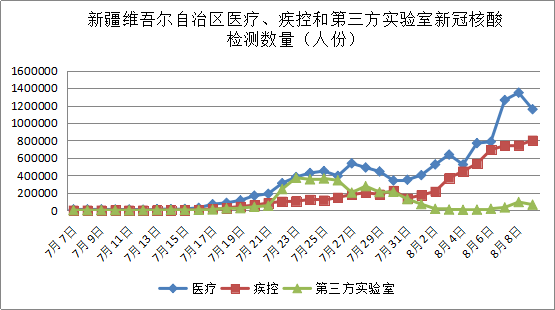 新疆维吾尔自治区医疗、疾控和第三方实验室新冠核酸
检测数量（人份）
1600000
1400000
1200000
1000000
800000
600000
400000
200000
0
7月7日 7月9日 7月11日 7月13日 7月15日 7月17日 7月19日 7月21日 7月23日 7月25日 7月27日 7月29日 7月31日 8月2日 8月4日 8月6日 8月8日
医疗 疾控 第三方实验室